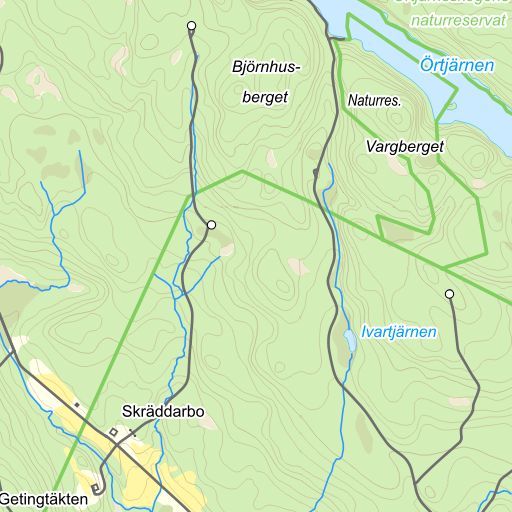 naturreservat
Örtjärnen
Björnhus-
berget
Naturres.
Vargberget
Ivartjärnen
Skräddarbo
Getingtäkten